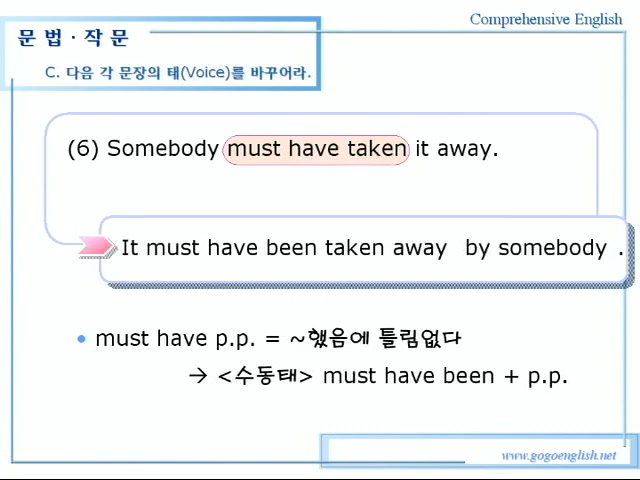 Comprehensive English
문 법 · 작 문
C. 다음 각 문장의 태(Voice)를 바꾸어라.
(6) Somebody must have taken it away.
It must have been taken away by somebody .
• must have p.p. = ~했음에 틀림없다
→ <수동태> must have been + p.p.
www.gogoenglish.net